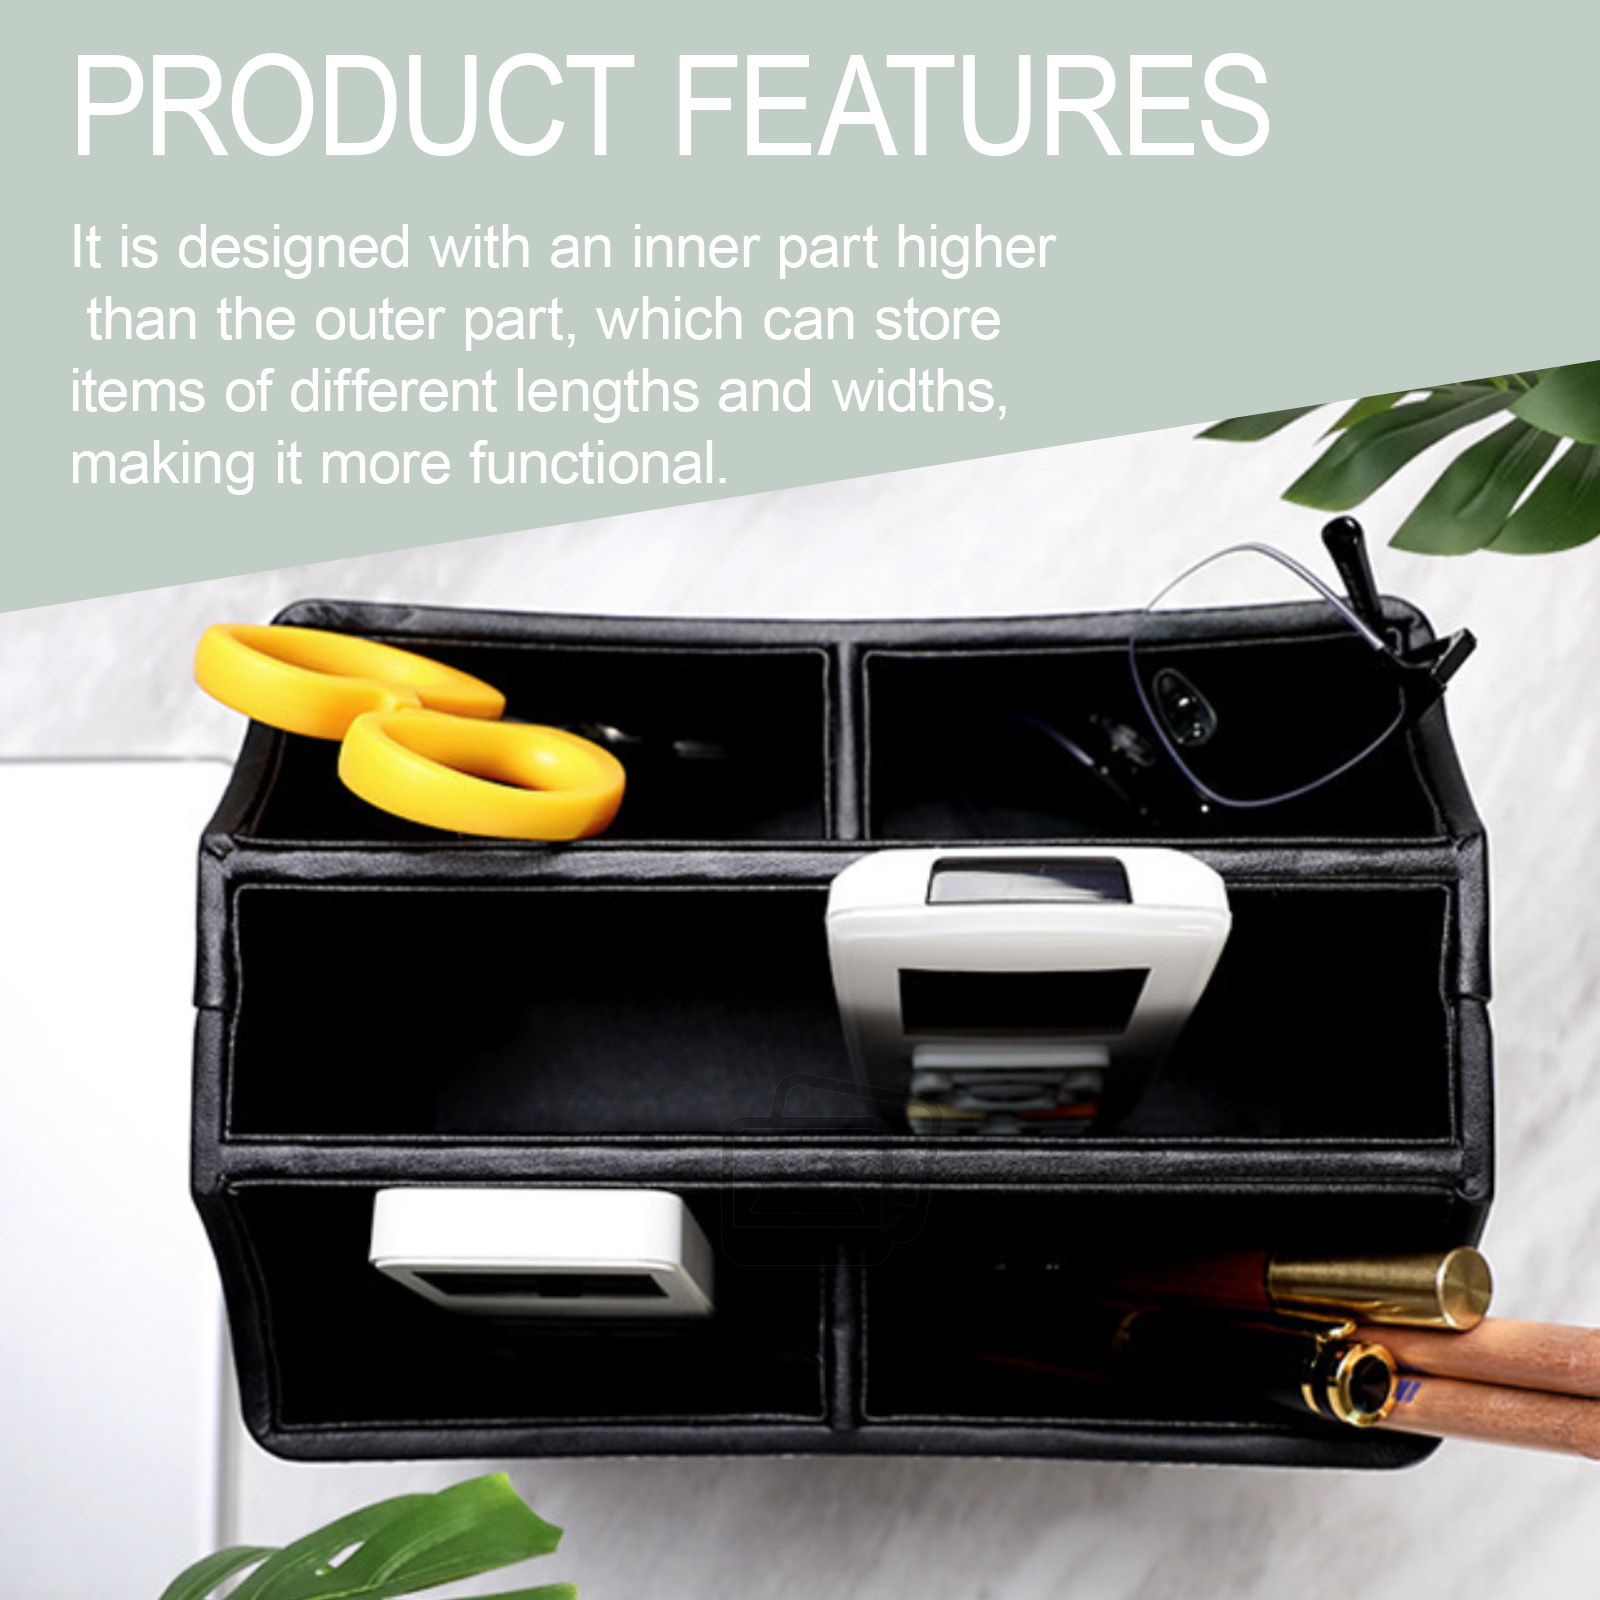 PRODUCT FEATURES
It is designed with an inner part higher
than the outer part, which can store
items of different lengths and widths,
making it more functional.